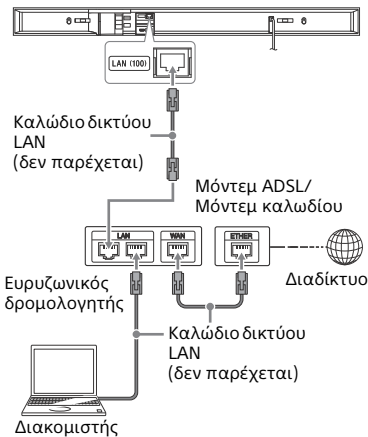 LAN (100)
Καλώδιο δικτύου
LAN
(δεν παρέχεται)
Μόντεμ ADSL/
Μόντεμ καλωδίου
LAN
WAN
ETHER
Ευρυζωνικός
δρομολογητής
Διαδίκτυο
Καλώδιο δικτύου
LAN
(δεν παρέχεται)
Διακομιστής